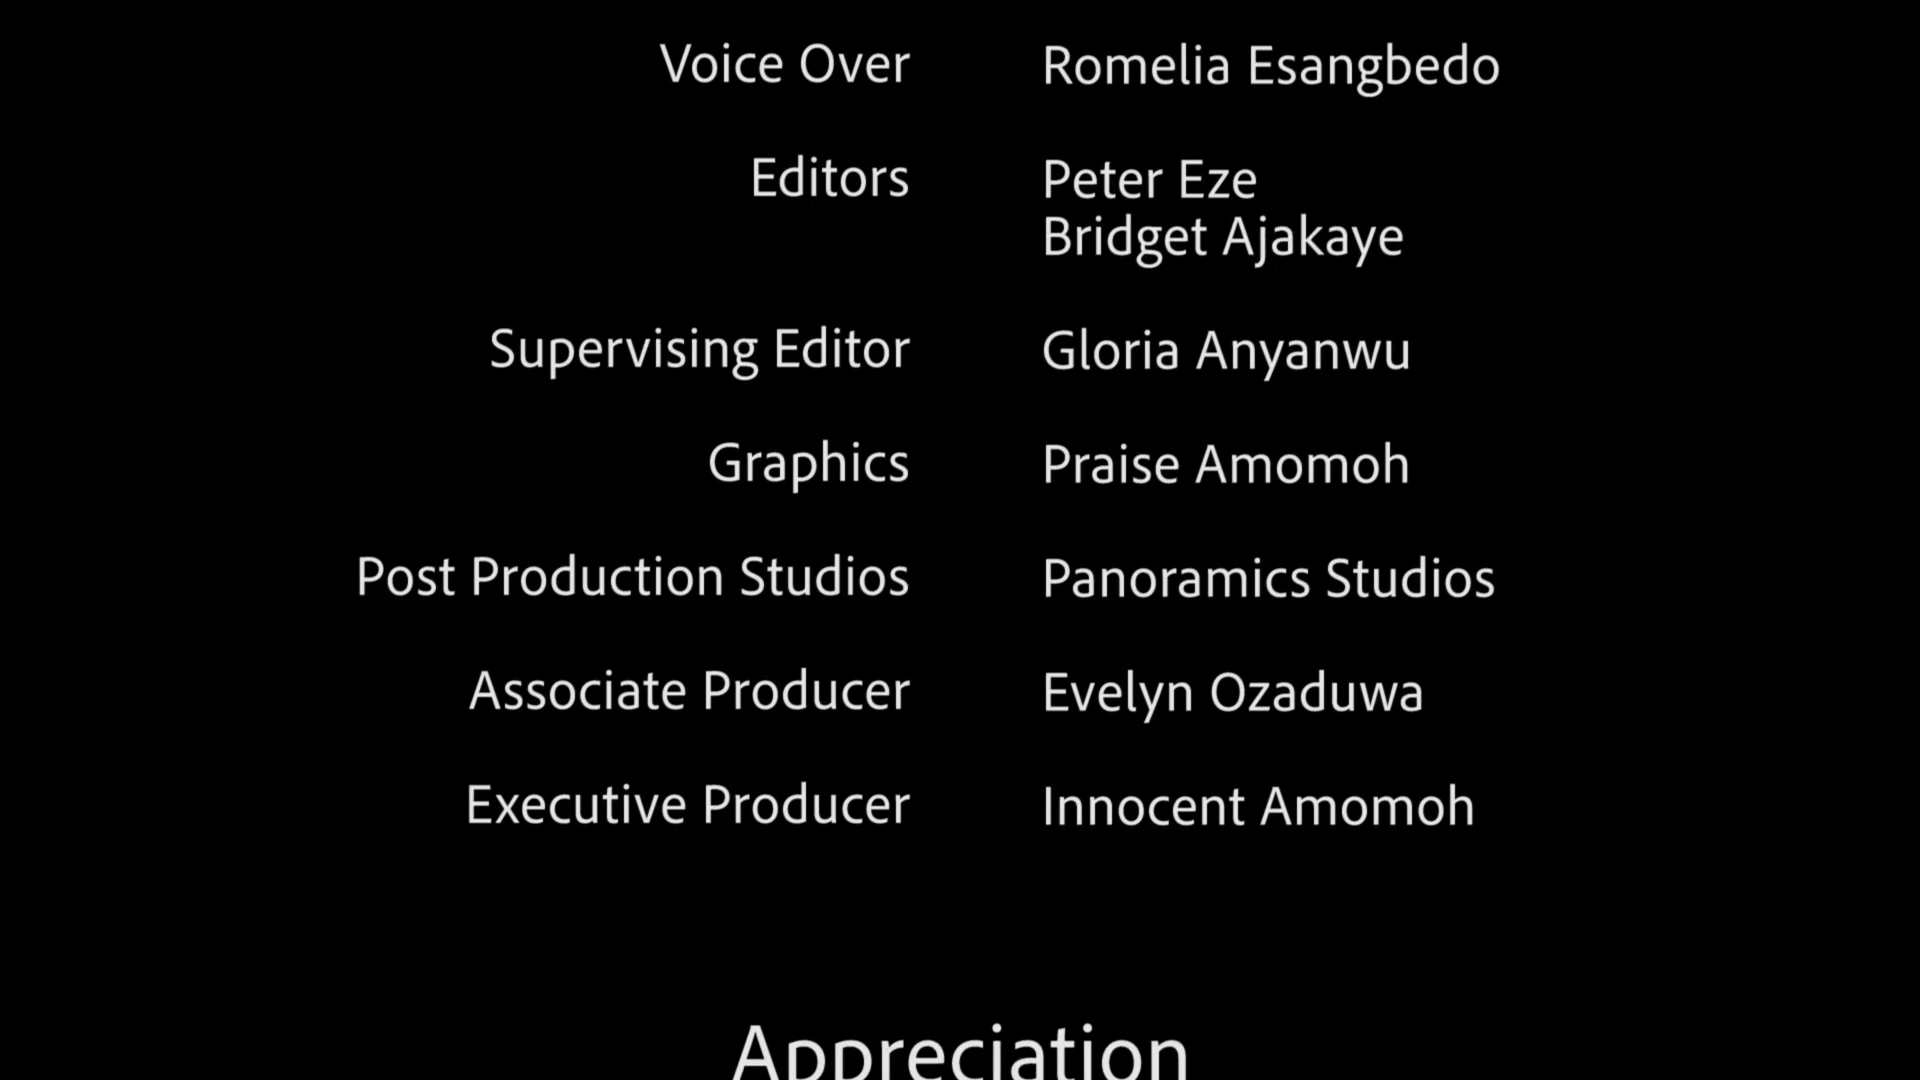 Voice Over Romelia Esangbedo
Editors Peter Eze
Bridget Ajakaye
Supervising Editor Gloria Anyanwu
Graphics Praise Amomoh
Post Production Studios Panoramics Studios
Associate Producer Evelyn Ozaduwa
Executive Producer Innocent Amomoh
Appreciation